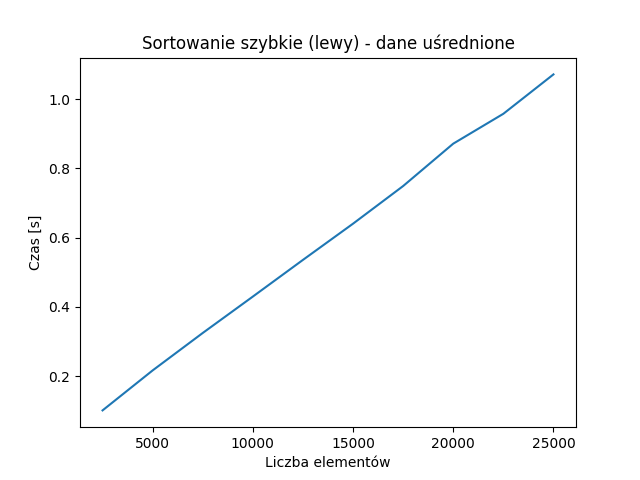 Sortowanie szybkie (lewy) - dane uśrednione
Czas [s]
1.0
0.8
0.6
0.4
0.2
5000 10000 15000 20000 25000
Liczba elementów